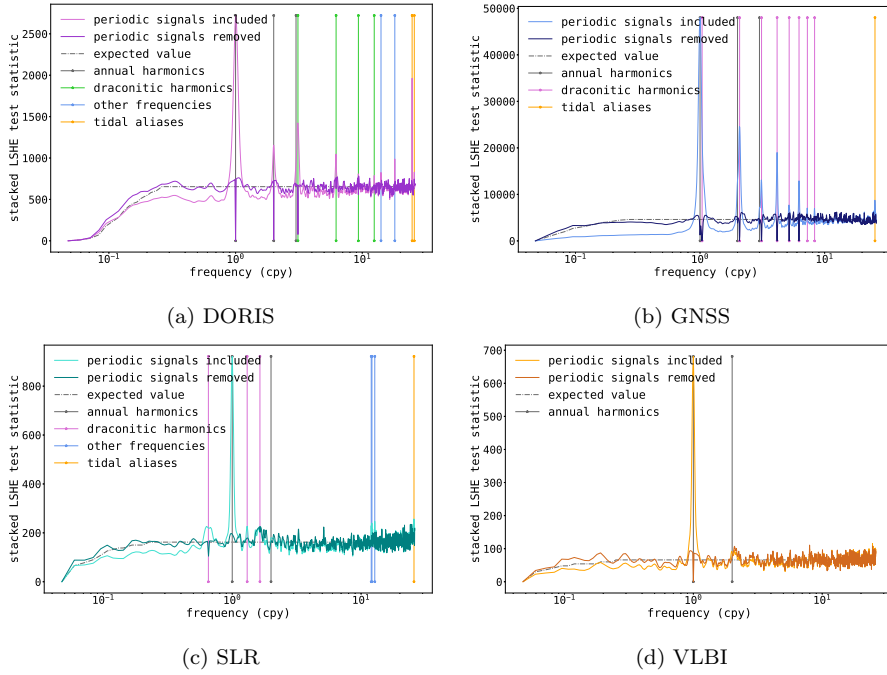 periodic signals included
periodic signals removed
expected value
annual harmonics
draconitic harmonics
other frequencies
tidal aliases
stacked LSHE test statistic
2500
2000
1500
1000
500
0
10⁻¹
10⁰
10¹
frequency (cpy)
(a) DORIS
periodic signals included
periodic signals removed
expected value
annual harmonics
draconitic harmonics
tidal aliases
stacked LSHE test statistic
50000
40000
30000
20000
10000
0
10⁻¹
10⁰
10¹
frequency (cpy)
(b) GNSS
periodic signals included
periodic signals removed
expected value
annual harmonics
draconitic harmonics
other frequencies
tidal aliases
stacked LSHE test statistic
800
600
400
200
0
10⁻¹
10⁰
10¹
frequency (cpy)
(c) SLR
periodic signals included
periodic signals removed
expected value
annual harmonics
stacked LSHE test statistic
700
600
500
400
300
200
100
0
10⁻¹
10⁰
10¹
frequency (cpy)
(d) VLBI